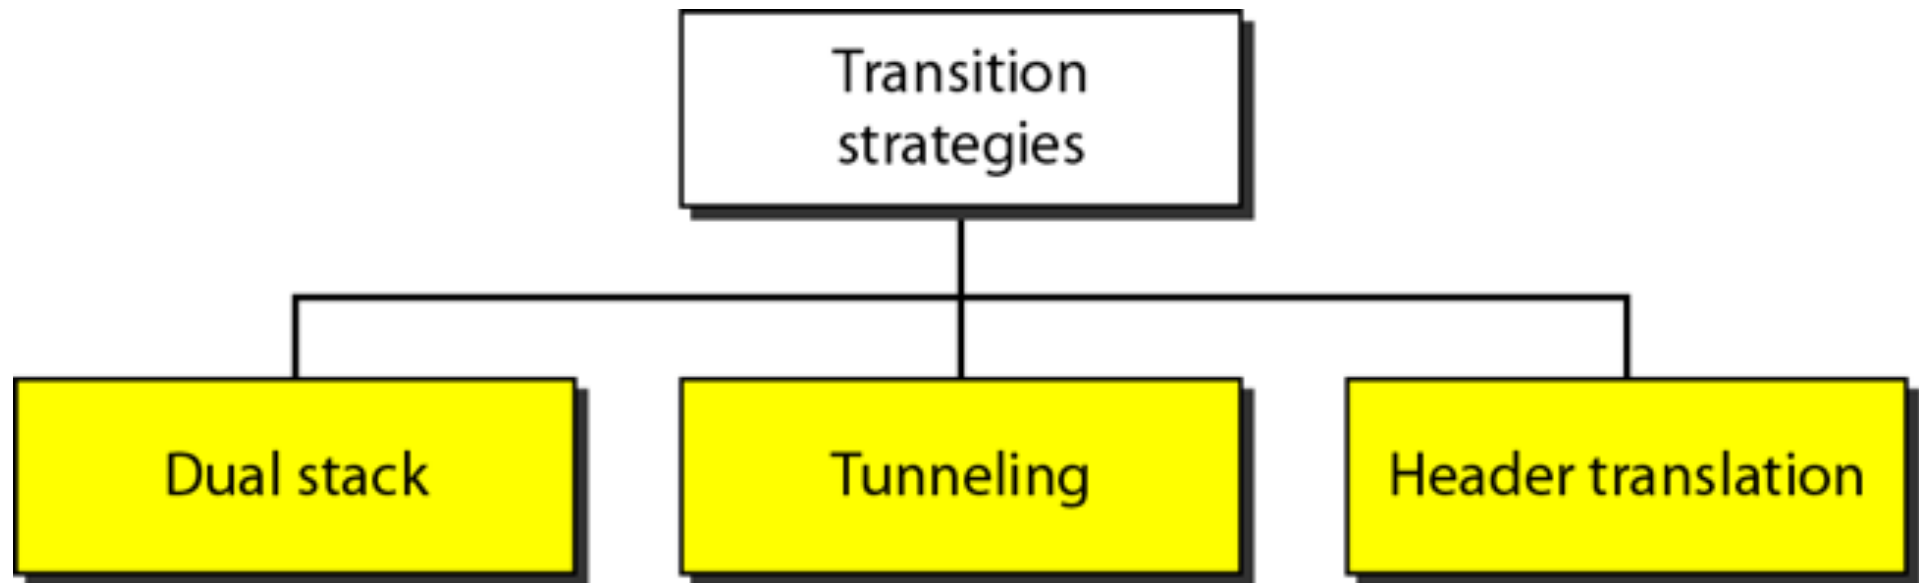 Transition
strategies
Dual stack
Tunneling
Header translation